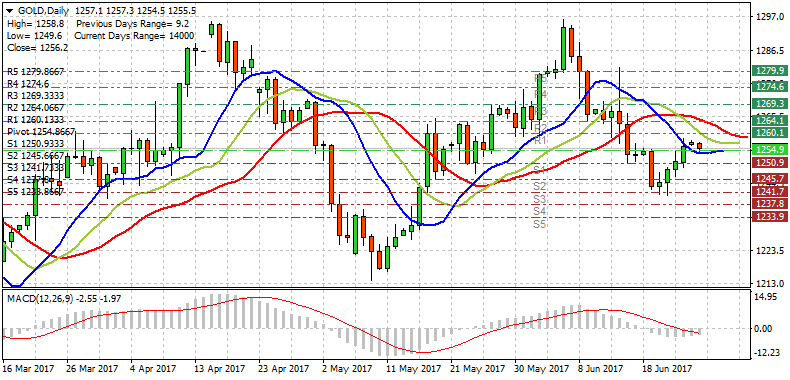 GOLD,Daily 1257.1 1257.3 1254.5 1255.5
High= 1258.8 Previous Days Range= 9.2
Low= 1249.6 Current Days Range= 14000
Close= 1256.2
R5 1279.8667
R4 1274.6
R3 1269.3333
R2 1264.0667
R1 1260.1333
Pivot 1254.8667
S1 1250.9333
S2 1245.6667
S3 1241.7333
S5 1233.8667
R4
R1
S2
S3
S4
S5
1297.0
1286.5
1279.9
1274.6
1269.3
1264.1
1260.1
1254.9
1250.9
1245.7
1241.7
1237.8
1233.9
1223.5
1213.0
MACD(12,26,9) -2.55 -1.97
14.95
0.00
-12.23
16 Mar 2017
26 Mar 2017
4 Apr 2017
13 Apr 2017
23 Apr 2017
2 May 2017
11 May 2017
21 May 2017
30 May 2017
8 Jun 2017
18 Jun 2017